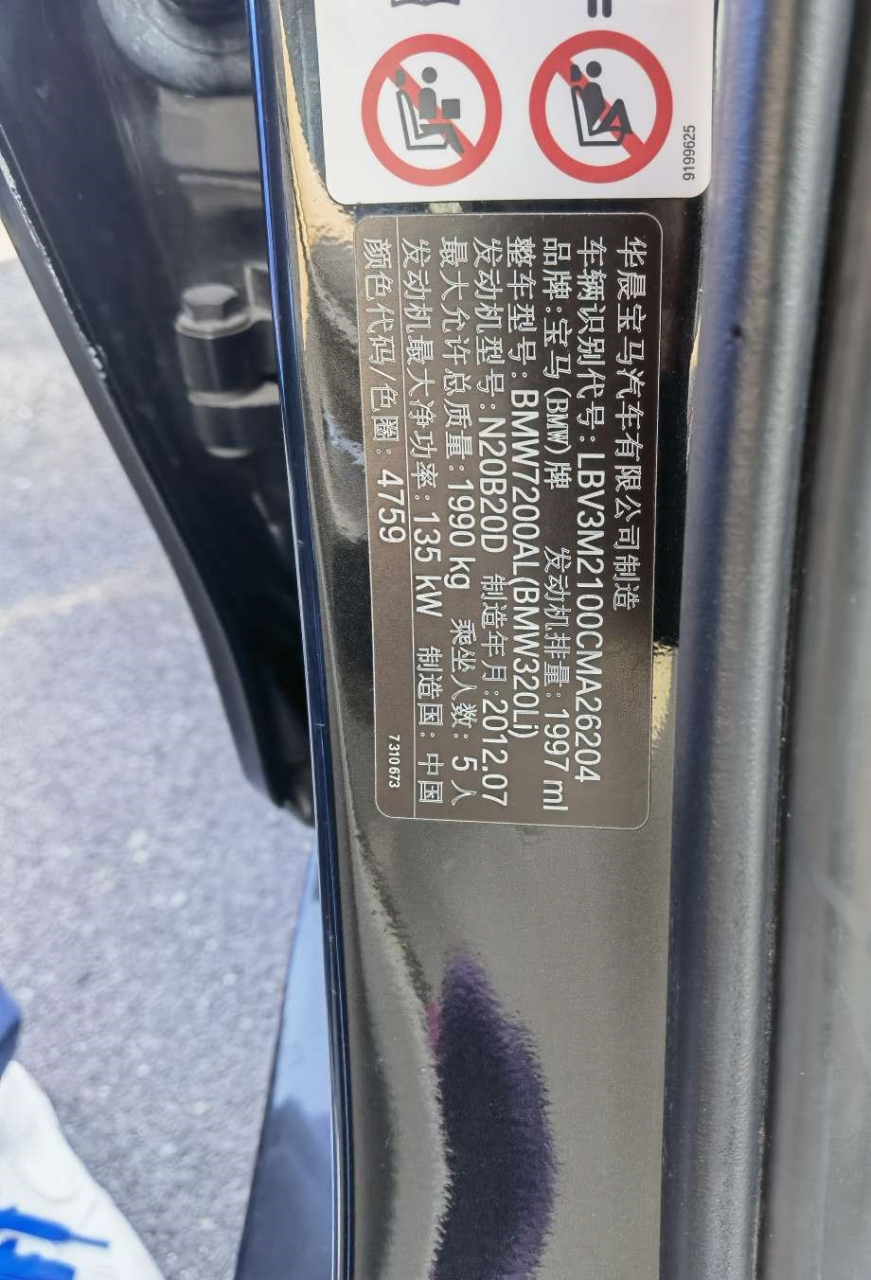 91999625
华晨宝马汽车有限公司制造
车辆识别代号:LBV3M2100CMA26204
品牌:宝马(BMW)牌 发动机排量:1997 ml
整车型号:BMW7200AL(BMW320Li)
发动机型号:N20B20D 制造年月:2012.07
最大允许总质量:1990 kg 乘坐人数:5人
发动机最大净功率:135 kW 制造国:中国
颜色代码/色圈:4759
7310673